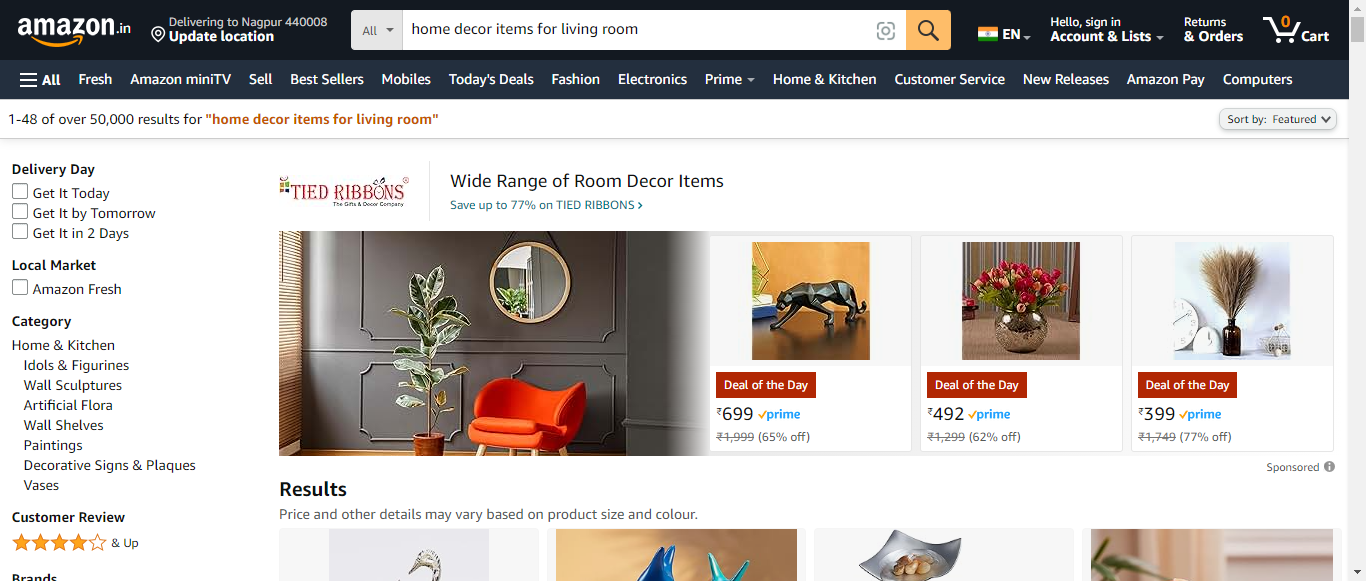 amazon.in
Delivering to Nagpur 440008
Update location
All
home decor items for living room
EN
Hello, sign in
Account & Lists
Returns
& Orders
0
Cart
All
Fresh
Amazon miniTV
Sell
Best Sellers
Mobiles
Today's Deals
Fashion
Electronics
Prime
Home & Kitchen
Customer Service
New Releases
Amazon Pay
Computers
1-48 of over 50,000 results for "home decor items for living room"
Sort by: Featured
Delivery Day
Get It Today
Get It by Tomorrow
Get It in 2 Days
Local Market
Amazon Fresh
Category
Home & Kitchen
Idols & Figurines
Wall Sculptures
Artificial Flora
Wall Shelves
Paintings
Decorative Signs & Plaques
Vases
Customer Review
& Up
Brands
TIED RIBBONS®
The Gifts & Decor Company
Wide Range of Room Decor Items
Save up to 77% on TIED RIBBONS ›
Deal of the Day
₹699 prime
₹1,999 (65% off)
Deal of the Day
₹492 prime
₹1,299 (62% off)
Deal of the Day
₹399 prime
₹1,749 (77% off)
Sponsored
Results
Price and other details may vary based on product size and colour.